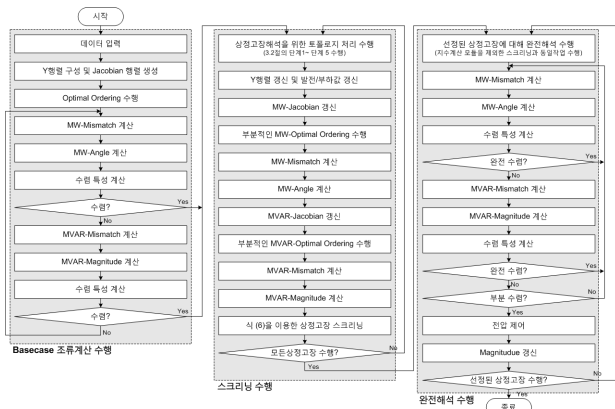 시작
데이터 입력
Y행렬 구성 및 Jacobian 행렬 생성
Optimal Ordering 수행
MW-Mismatch 계산
MW-Angle 계산
수렴 특성 계산
수렴?
Yes
No
MVAR-Mismatch 계산
MVAR-Magnitude 계산
수렴 특성 계산
수렴?
Yes
No
Basecase 조류계산 수행
상정고장해석을 위한 토폴로지 처리 수행
(3.2절의 단계1~ 단계 5 수행)
Y행렬 갱신 및 발전/부하값 갱신
MW-Jacobian 갱신
부분적인 MW-Optimal Ordering 수행
MW-Mismatch 계산
MW-Angle 계산
MVAR-Jacobian 갱신
부분적인 MVAR-Optimal Ordering 수행
MVAR-Mismatch 계산
MVAR-Magnitude 계산
식 (6)을 이용한 상정고장 스크리닝
모든상정고장 수행?
No
Yes
스크리닝 수행
선정된 상정고장에 대해 완전해석 수행
(지수계산 모듈을 제외한 스크리닝과 동일작업 수행)
MW-Mismatch 계산
MW-Angle 계산
수렴 특성 계산
완전 수렴?
Yes
No
MVAR-Mismatch 계산
MVAR-Magnitude 계산
수렴 특성 계산
완전 수렴?
Yes
No
부분 수렴?
No
Yes
전압 제어
Magnitudue 갱신
선정된 상정고장 수행?
No
Yes
완전해석 수행
종료